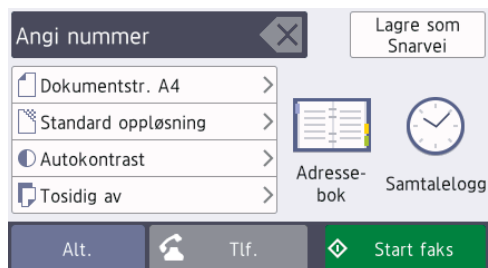 Angi nummer
Lagre som
Snarvei
Dokumentstr. A4
Standard oppløsning
Autokontrast
Tosidig av
Adresse-
bok
Samtalelogg
Alt.
Tlf.
Start faks